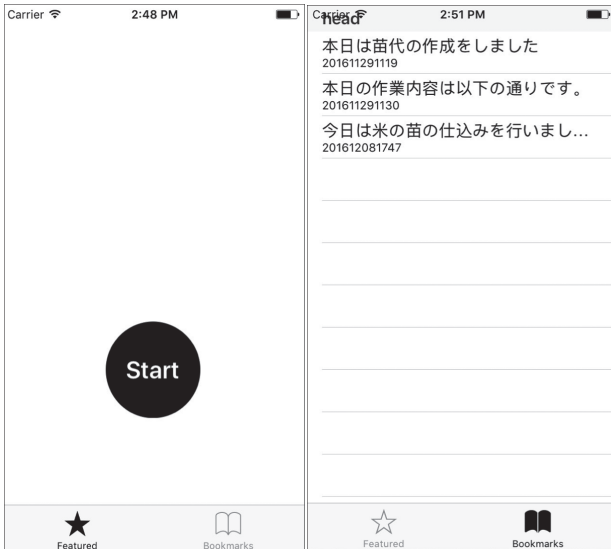 Carrier
2:48 PM
Start
Featured
Bookmarks
Carrier
2:51 PM
head
本日は苗代の作成をしました
201611291119
本日の作業内容は以下の通りです。
201611291130
今日は米の苗の仕込みを行いまし...
201612081747
Featured
Bookmarks